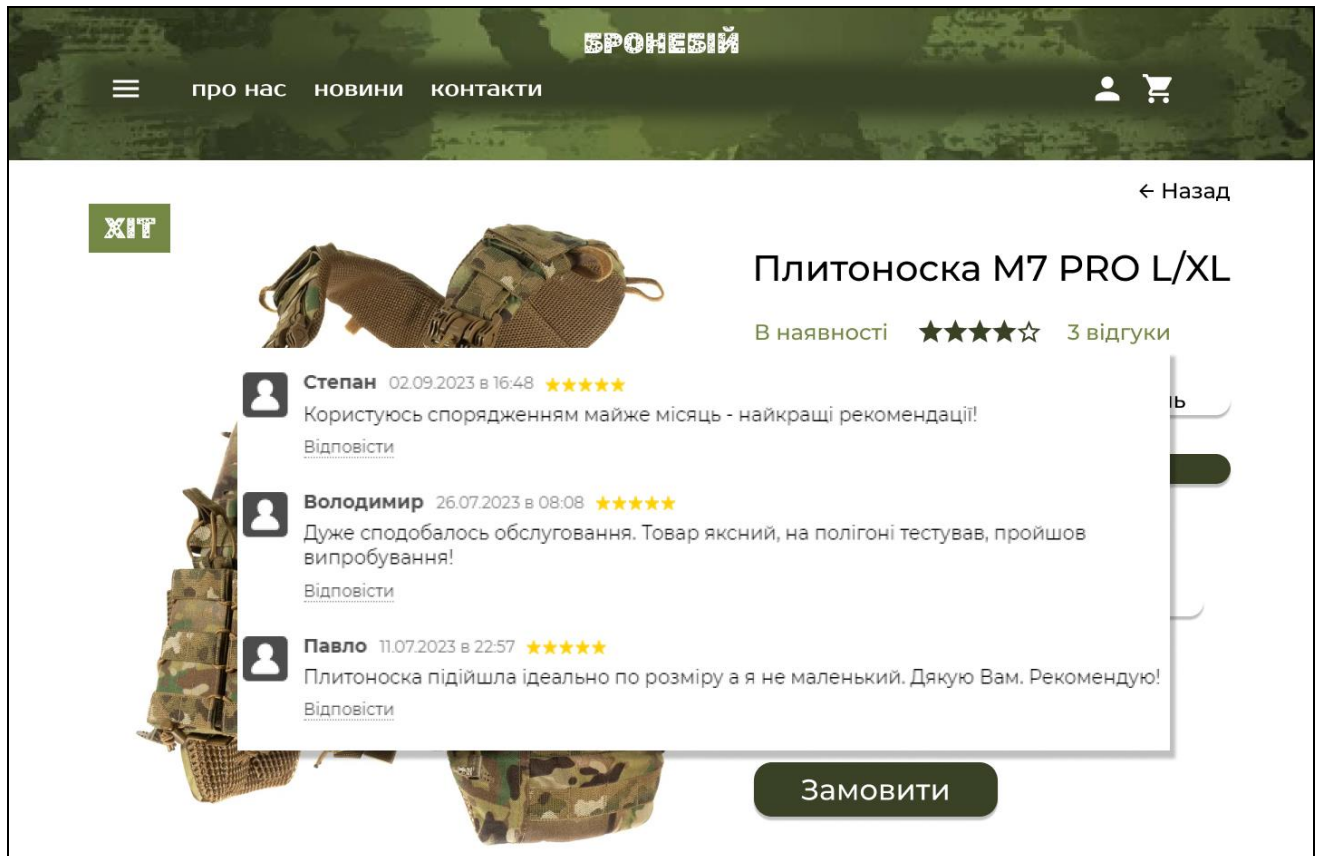 БРОНЕБІЙ
про нас новини контакти
← Назад
ХІТ
Плитоноска M7 PRO L/XL
В наявності 3 відгуки
Степан 02.09.2023 в 16:48
Користуюсь спорядженням майже місяць - найкращі рекомендації!
Відповісти
Володимир 26.07.2023 в 08:08
Дуже сподобалось обслуговання. Товар яксний, на полігоні тестував, пройшов
випробування!
Відповісти
Павло 11.07.2023 в 22:57
Плитоноска підійшла ідеально по розміру а я не маленький. Дякую Вам. Рекомендую!
Відповісти
Замовити